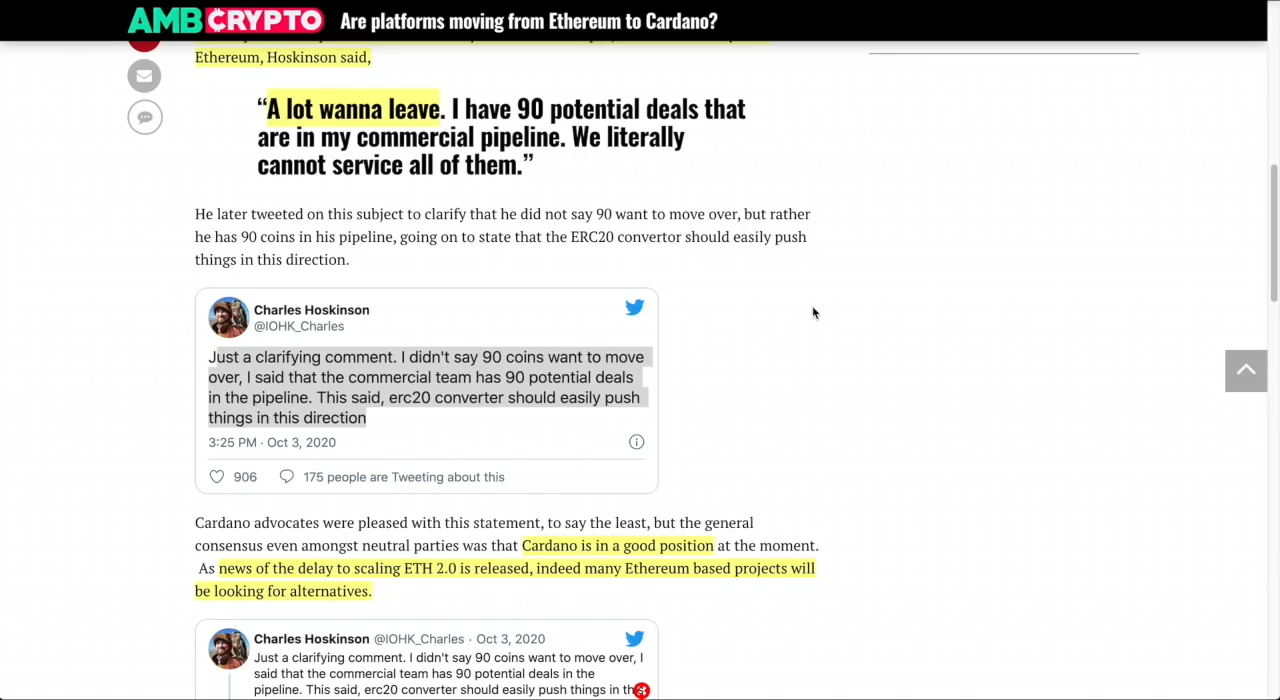 AMBCRYPTO Are platforms moving from Ethereum to Cardano?
Ethereum, Hoskinson said,
“A lot wanna leave. I have 90 potential deals that
are in my commercial pipeline. We literally
cannot service all of them.”
He later tweeted on this subject to clarify that he did not say 90 want to move over, but rather
he has 90 coins in his pipeline, going on to state that the ERC20 convertor should easily push
things in this direction.
Charles Hoskinson
@IOHK_Charles
Just a clarifying comment. I didn't say 90 coins want to move
over, I said that the commercial team has 90 potential deals
in the pipeline. This said, erc20 converter should easily push
things in this direction
3:25 PM · Oct 3, 2020
906 175 people are Tweeting about this
Cardano advocates were pleased with this statement, to say the least, but the general
consensus even amongst neutral parties was that Cardano is in a good position at the moment.
As news of the delay to scaling ETH 2.0 is released, indeed many Ethereum based projects will
be looking for alternatives.
Charles Hoskinson @IOHK_Charles · Oct 3, 2020
Just a clarifying comment. I didn't say 90 coins want to move over, I
said that the commercial team has 90 potential deals in the
pipeline. This said, erc20 converter should easily push things in